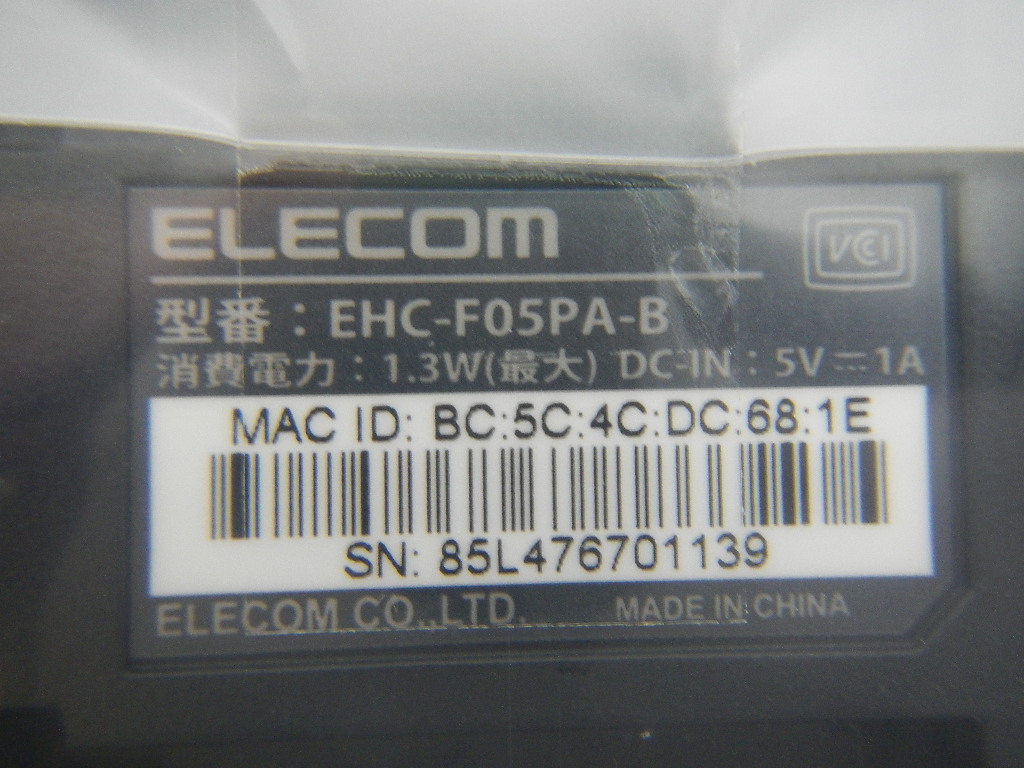 ELECOM
VCCI
型番：EHC-F05PA-B
消費電力：1.3W(最大) DC-IN：5V⎓1A
MAC ID: BC:5C:4C:DC:68:1E
SN: 85L476701139
ELECOM CO.,LTD. MADE IN CHINA